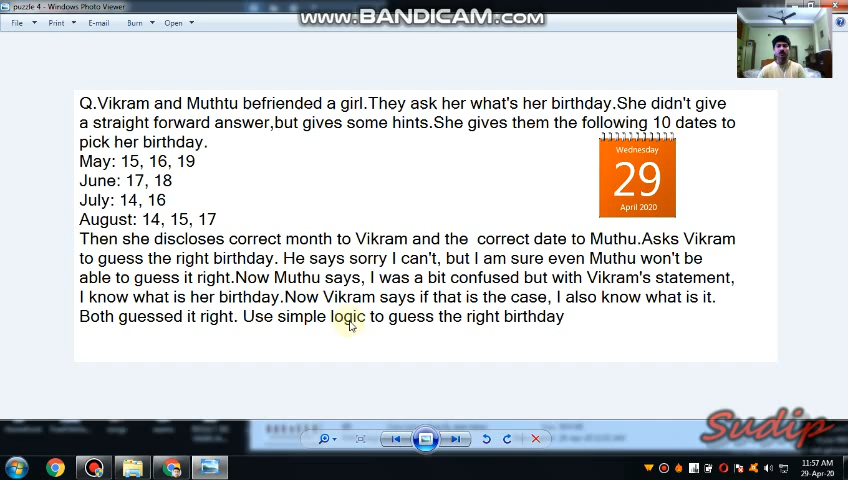 puzzle 4 - Windows Photo Viewer
www.BANDICAM.com
File Print E-mail Burn Open
Q.Vikram and Muthtu befriended a girl.They ask her what's her birthday.She didn't give
a straight forward answer,but gives some hints.She gives them the following 10 dates to
pick her birthday.
May: 15, 16, 19
June: 17, 18
July: 14, 16
August: 14, 15, 17
Wednesday
29
April 2020
Then she discloses correct month to Vikram and the correct date to Muthu.Asks Vikram
to guess the right birthday. He says sorry I can't, but I am sure even Muthu won't be
able to guess it right.Now Muthu says, I was a bit confused but with Vikram's statement,
I know what is her birthday.Now Vikram says if that is the case, I also know what is it.
Both guessed it right. Use simple logic to guess the right birthday
Sudip
11:57 AM
29-Apr-20